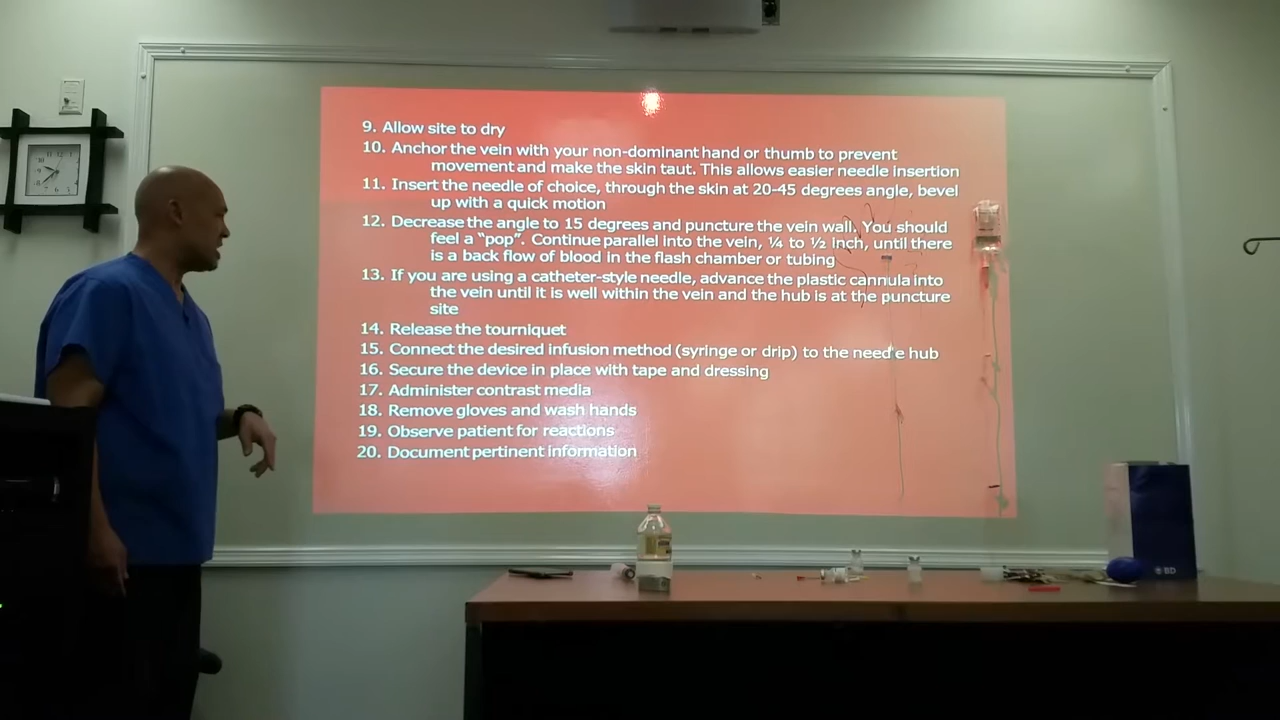 9. Allow site to dry
10. Anchor the vein with your non-dominant hand or thumb to prevent
movement and make the skin taut. This allows easier needle insertion
11. Insert the needle of choice, through the skin at 20-45 degrees angle, bevel
up with a quick motion
12. Decrease the angle to 15 degrees and puncture the vein wall. You should
feel a "pop". Continue parallel into the vein, ¼ to ½ inch, until there
is a back flow of blood in the flash chamber or tubing
13. If you are using a catheter-style needle, advance the plastic cannula into
the vein until it is well within the vein and the hub is at the puncture
site
14. Release the tourniquet
15. Connect the desired infusion method (syringe or drip) to the needle hub
16. Secure the device in place with tape and dressing
17. Administer contrast media
18. Remove gloves and wash hands
19. Observe patient for reactions
20. Document pertinent information
BD